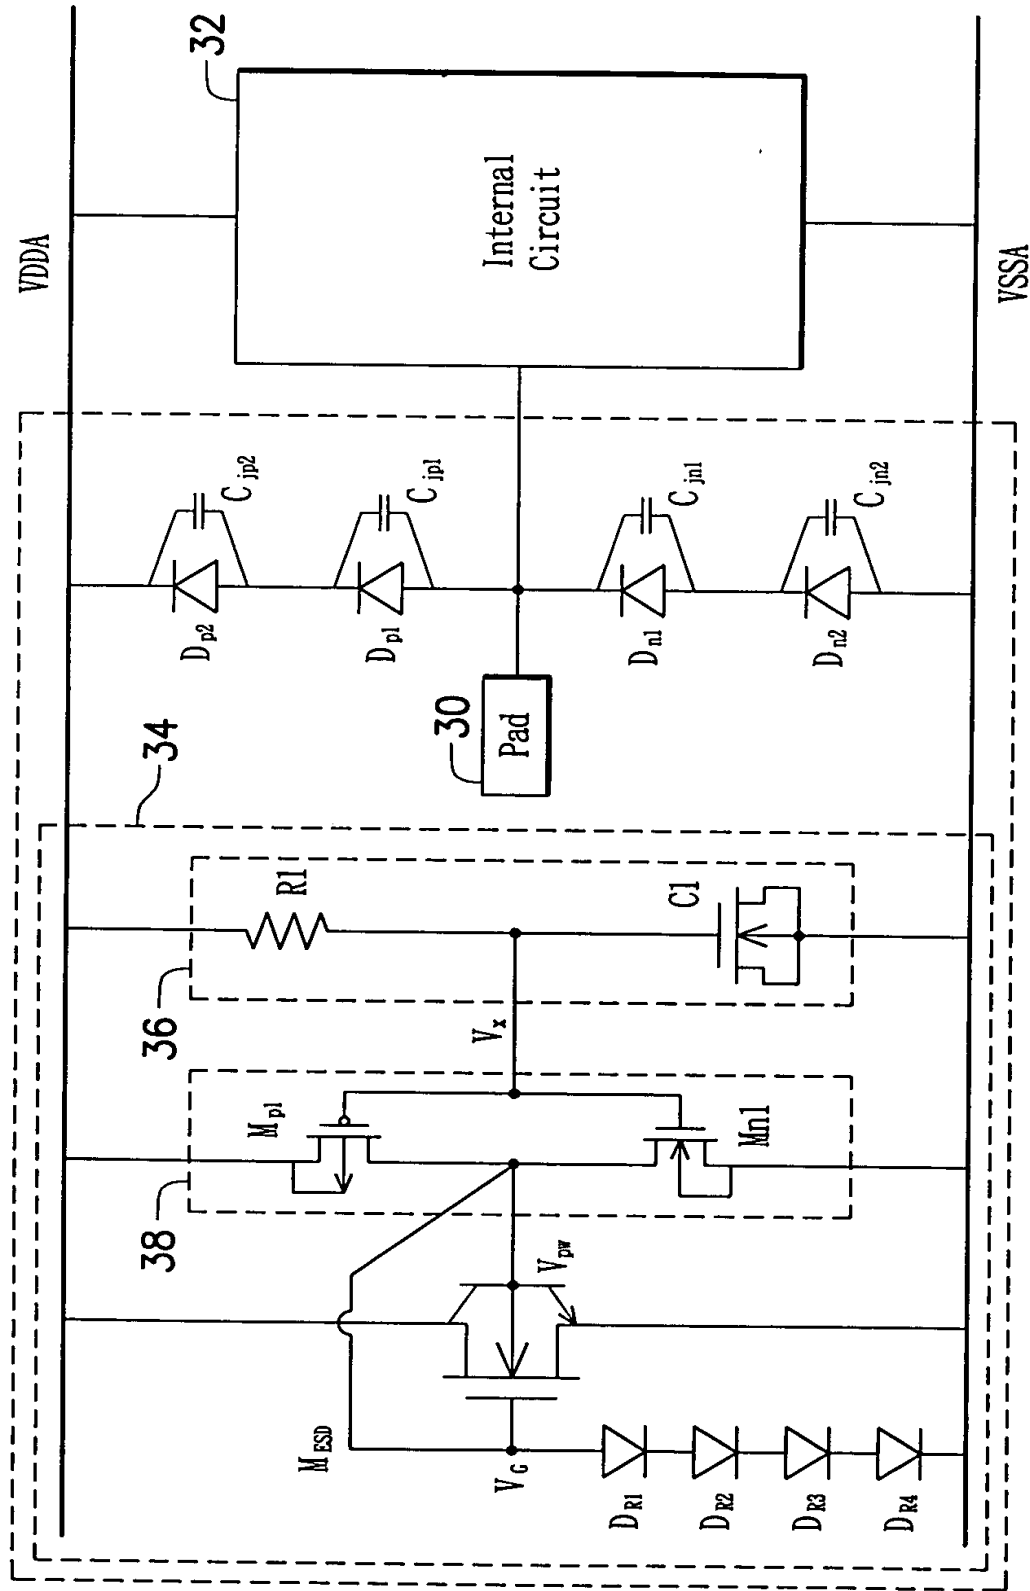 VDDA
32
Internal
Circuit
VSSA
D_p2
C_jp2
D_p1
C_jp1
D_n1
C_jn1
D_n2
C_jn2
30
Pad
34
36
R1
C1
V_x
38
M_p1
Mn1
V_pw
M_ESD
V_G
D_R1
D_R2
D_R3
D_R4